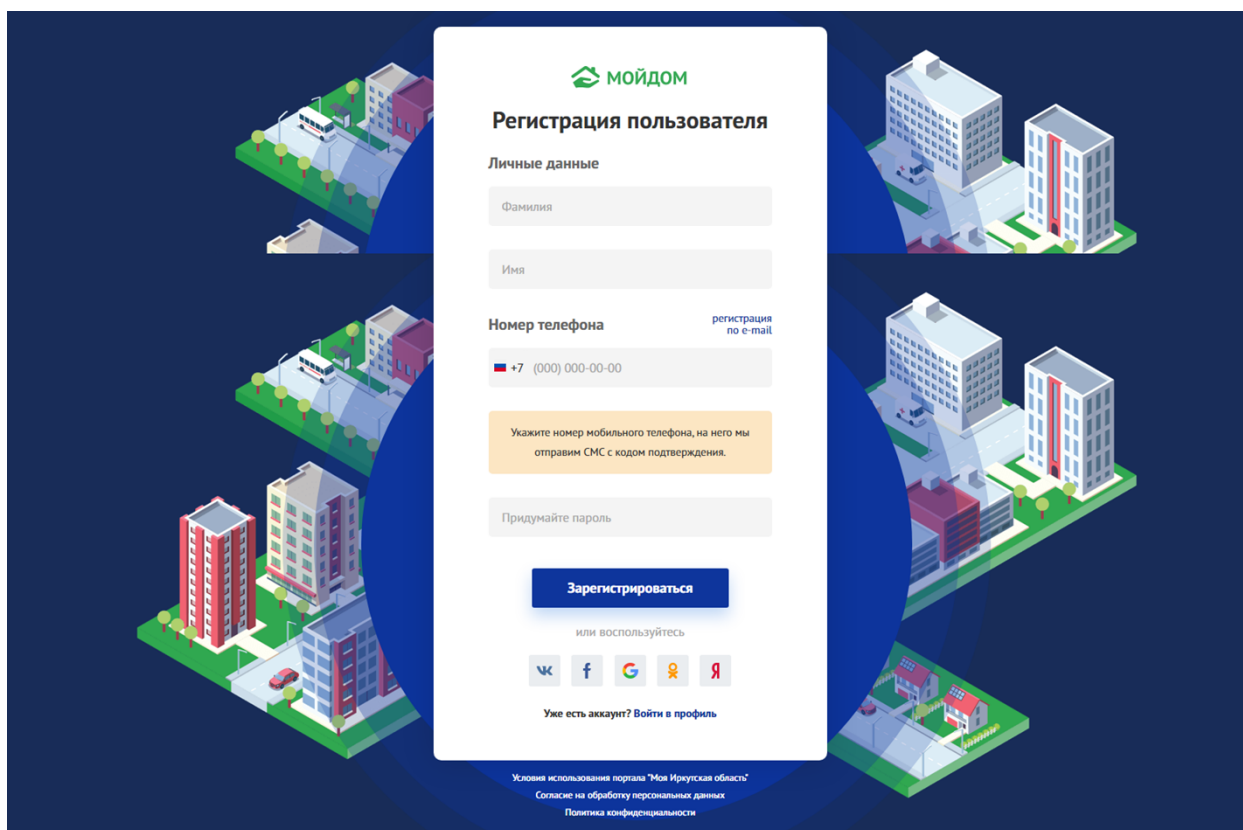 МОЙДОМ
Регистрация пользователя
Личные данные
Фамилия
Имя
Номер телефона
регистрация
по e-mail
+7 (000) 000-00-00
Укажите номер мобильного телефона, на него мы
отправим СМС с кодом подтверждения.
Придумайте пароль
Зарегистрироваться
или воспользуйтесь
Уже есть аккаунт? Войти в профиль
Условия использования портала "Моя Иркутская область"
Согласие на обработку персональных данных
Политика конфиденциальности